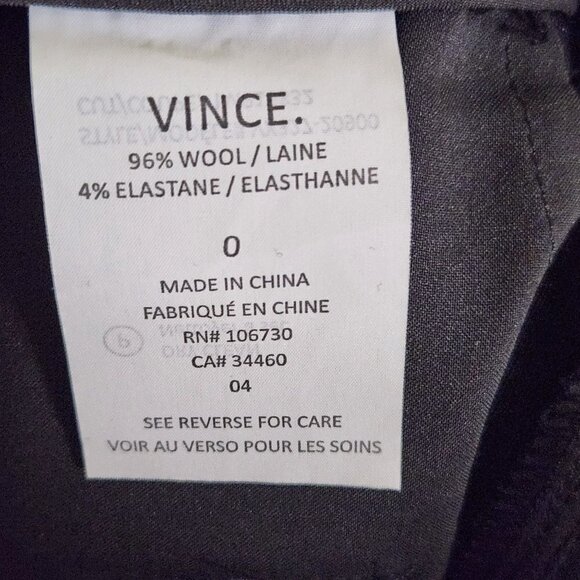 VINCE.
96% WOOL / LAINE
4% ELASTANE / ELASTHANNE
0
MADE IN CHINA
FABRIQUÉ EN CHINE
RN# 106730
CA# 34460
04
SEE REVERSE FOR CARE
VOIR AU VERSO POUR LES SOINS